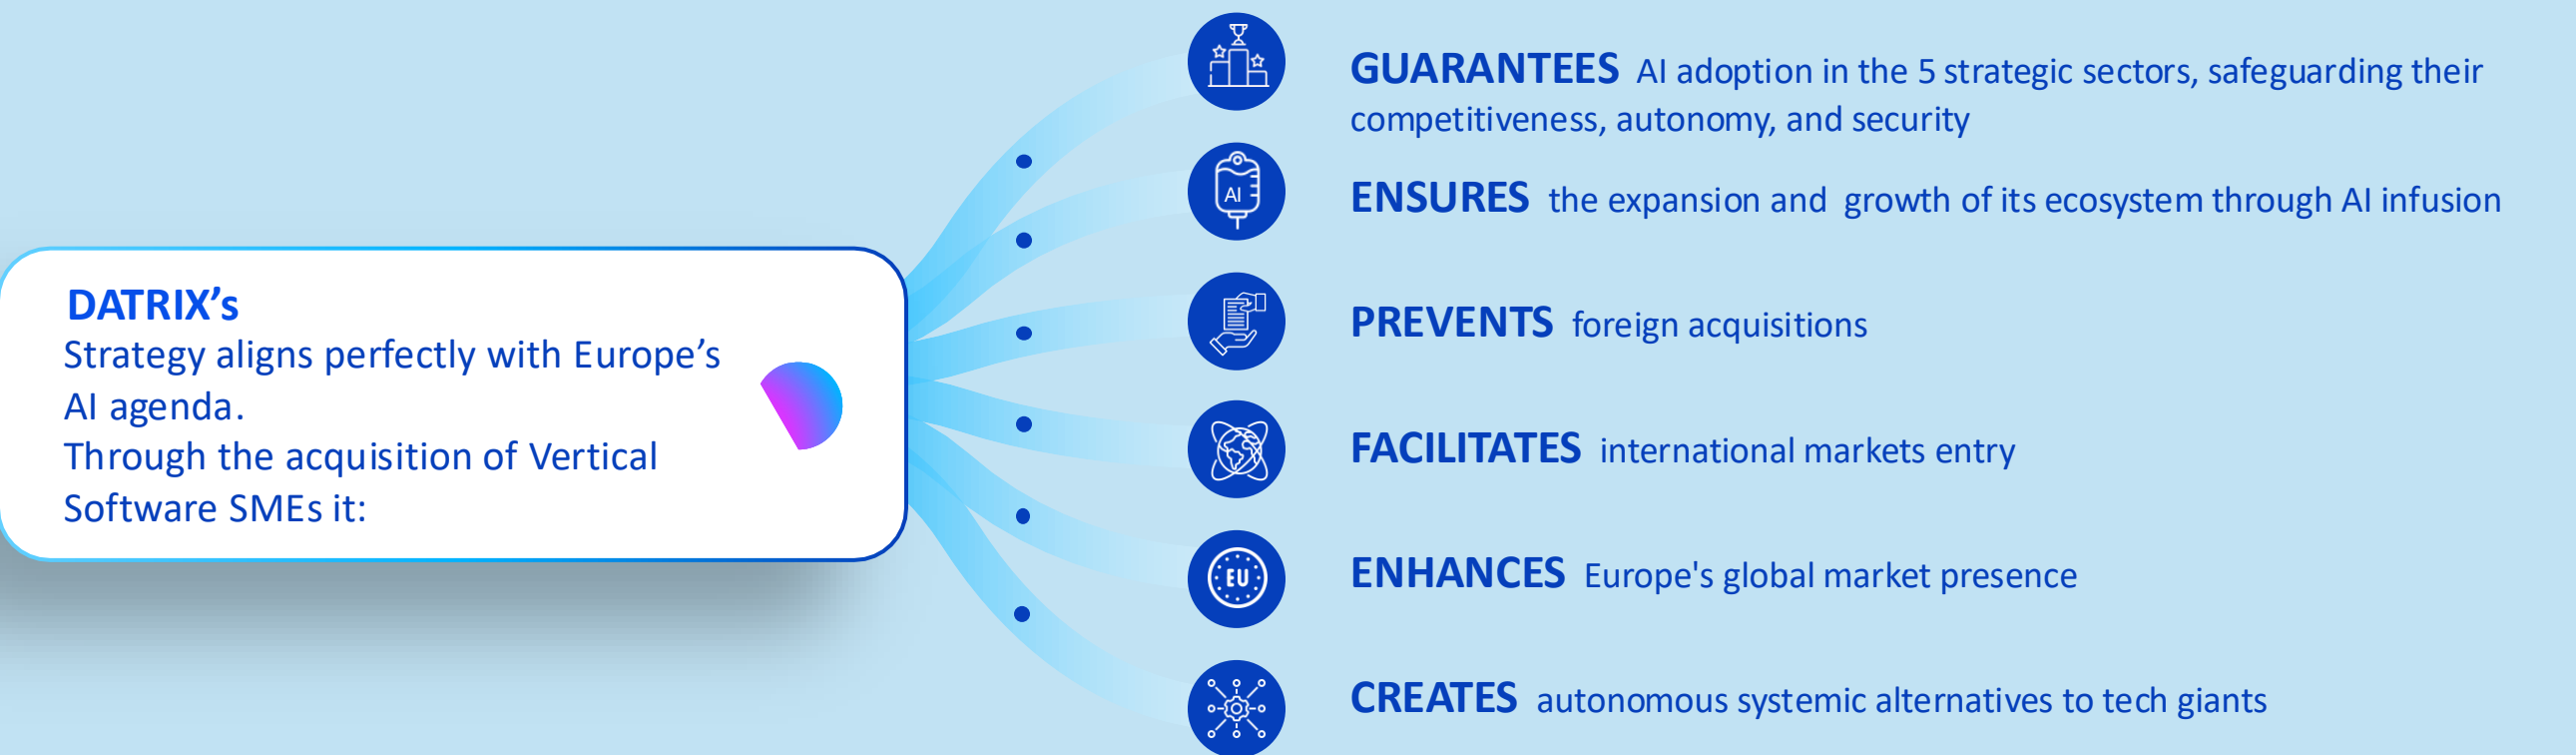 DATRIX’s
Strategy aligns perfectly with Europe’s
AI agenda.
Through the acquisition of Vertical
Software SMEs it:
GUARANTEES AI adoption in the 5 strategic sectors, safeguarding their
competitiveness, autonomy, and security
AI
ENSURES the expansion and growth of its ecosystem through AI infusion
PREVENTS foreign acquisitions
FACILITATES international markets entry
EU
ENHANCES Europe's global market presence
CREATES autonomous systemic alternatives to tech giants